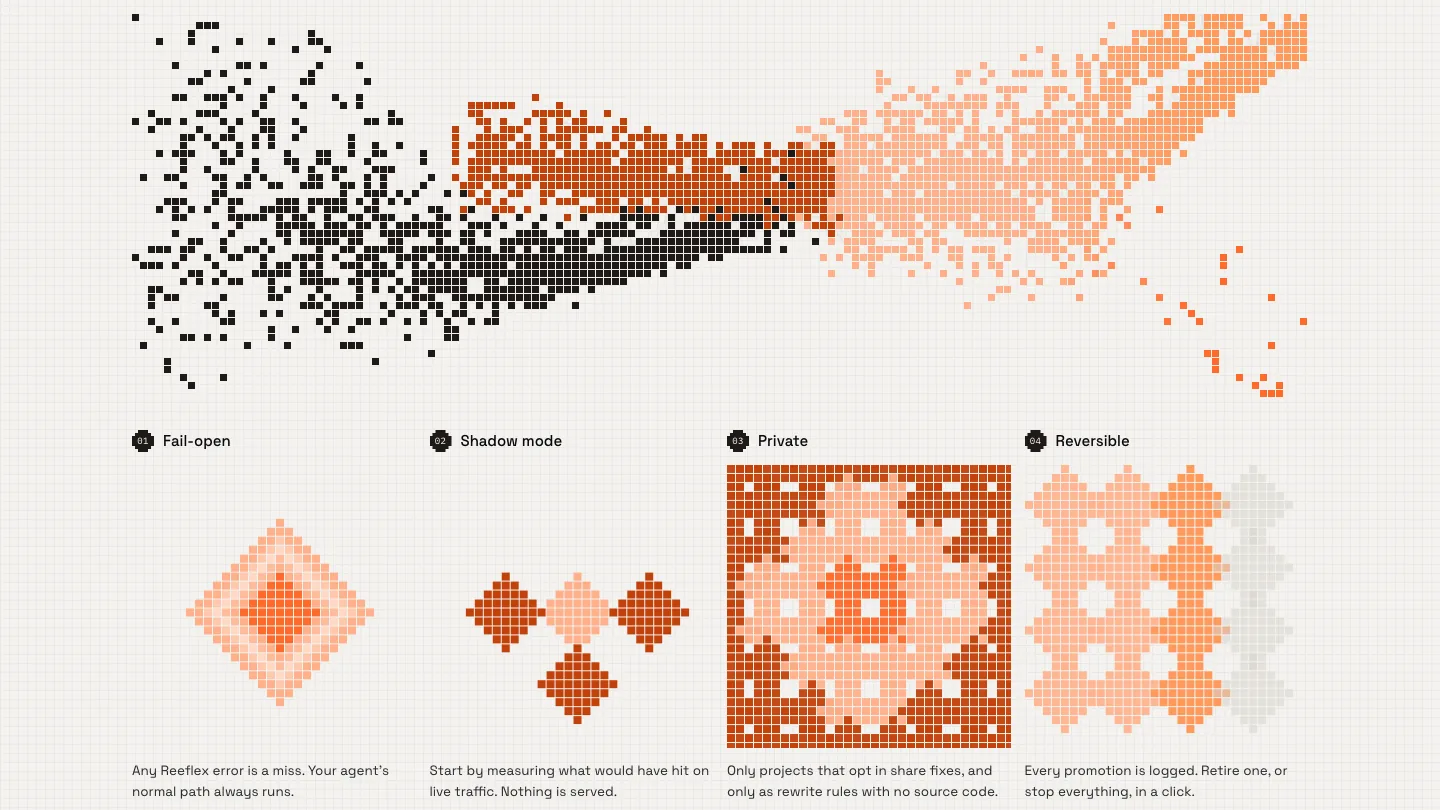 01 Fail-open
02 Shadow mode
03 Private
04 Reversible
Any Reeflex error is a miss. Your agent's
normal path always runs.
Start by measuring what would have hit on
live traffic. Nothing is served.
Only projects that opt in share fixes, and
only as rewrite rules with no source code.
Every promotion is logged. Retire one, or
stop everything, in a click.